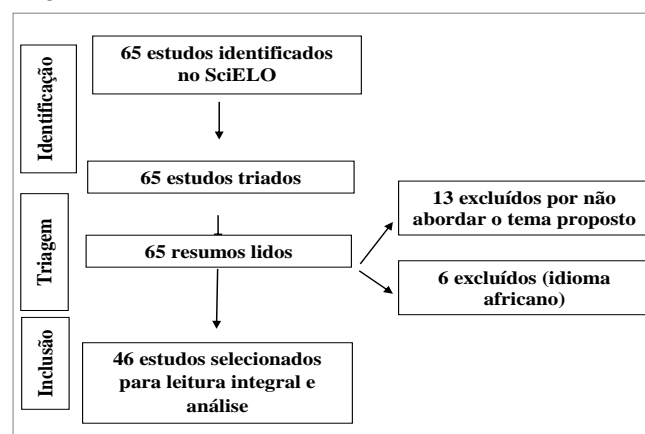 Identificação
65 estudos identificados
no SciELO
65 estudos triados
Triagem
65 resumos lidos
13 excluídos por não
abordar o tema proposto
6 excluídos (idioma
africano)
Inclusão
46 estudos selecionados
para leitura integral e
análise